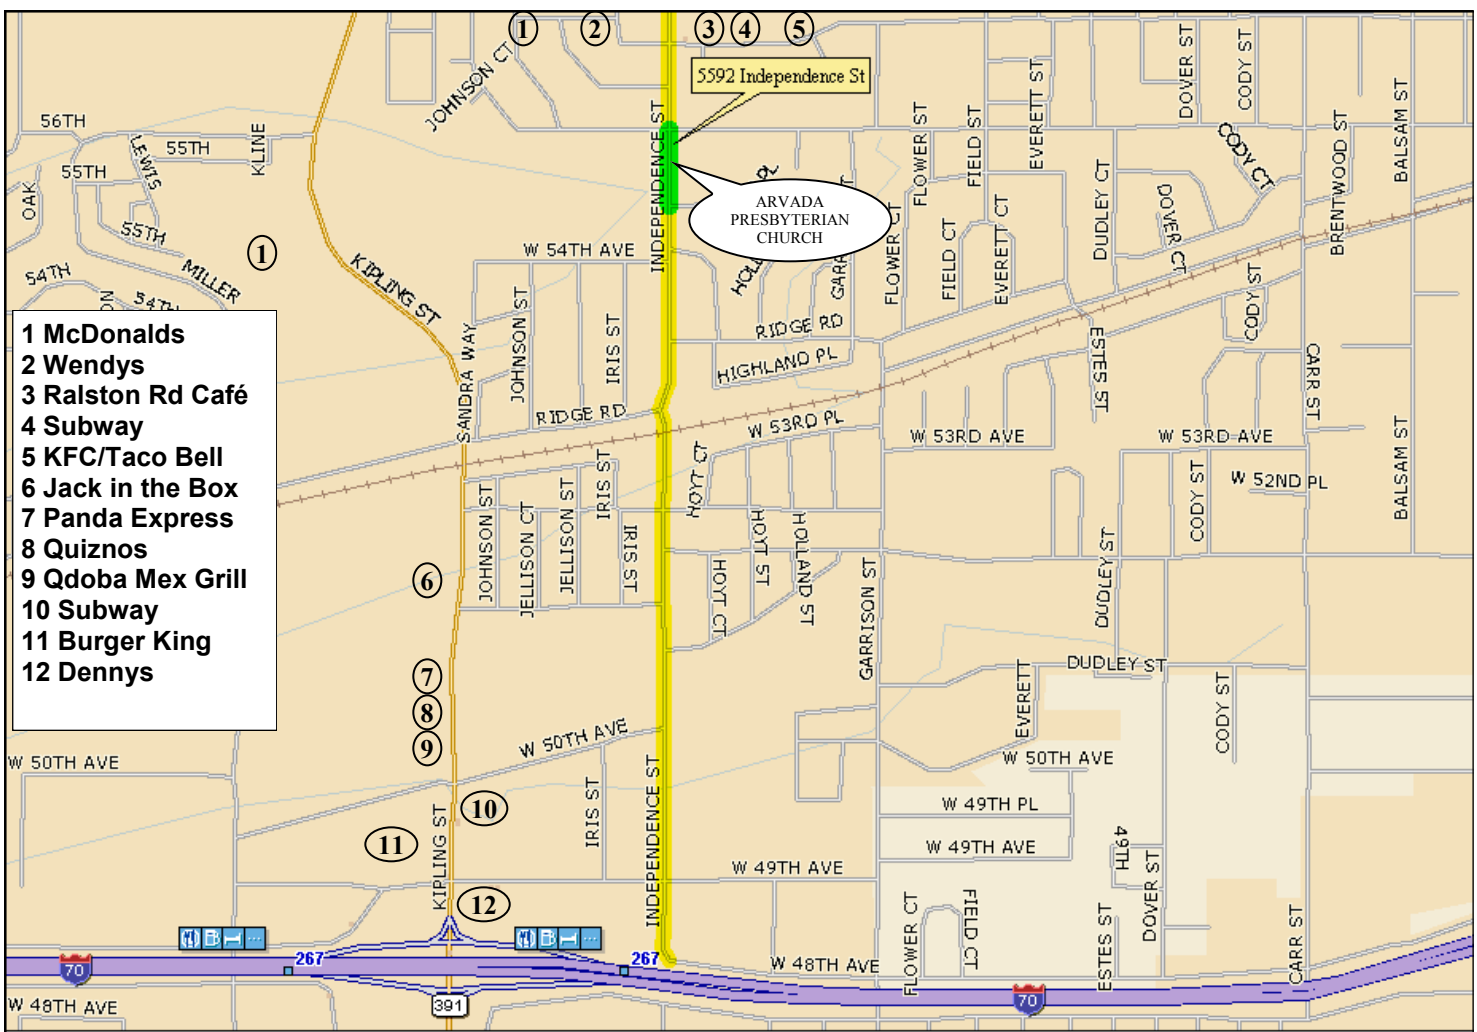 1
2
3
4
5
5592 Independence St
JOHNSON CT
INDEPENDENCE ST
56TH
55TH
KLINE
LEWIS
55TH
OAK
55TH
MILLER
54TH
54TH
1
KIPLING ST
ARVADA
PRESBYTERIAN
CHURCH
FLOWER ST
FIELD ST
EVERETT ST
DOVER ST
CODY ST
CODY CT
BRENTWOOD ST
BALSAM ST
DUDLEY CT
DOVER CT
FLOWER CT
FIELD CT
EVERETT CT
CODY ST
W 54TH AVE
SANDRA WAY
JOHNSON ST
IRIS ST
RIDGE RD
RIDGE RD
HIGHLAND PL
W 53RD PL
W 53RD AVE
W 53RD AVE
ESTES ST
CARR ST
BALSAM ST
W 52ND PL
CODY ST
1 McDonalds
2 Wendys
3 Ralston Rd Café
4 Subway
5 KFC/Taco Bell
6 Jack in the Box
7 Panda Express
8 Quiznos
9 Qdoba Mex Grill
10 Subway
11 Burger King
12 Dennys
6
JOHNSON ST
JELLISON CT
JELLISON ST
IRIS ST
IRIS ST
HOYT CT
HOYT CT
HOYT ST
HOLLAND ST
GARRISON ST
DUDLEY ST
DUDLEY ST
7
8
9
W 50TH AVE
W 50TH AVE
EVERETT
CODY ST
W 50TH AVE
10
11
KIPLING ST
IRIS ST
INDEPENDENCE ST
W 49TH PL
W 49TH AVE
W 49TH AVE
49TH
DOVER ST
12
FLOWER CT
FIELD CT
ESTES ST
CARR ST
267
267
70
W 48TH AVE
70
391
W 48TH AVE